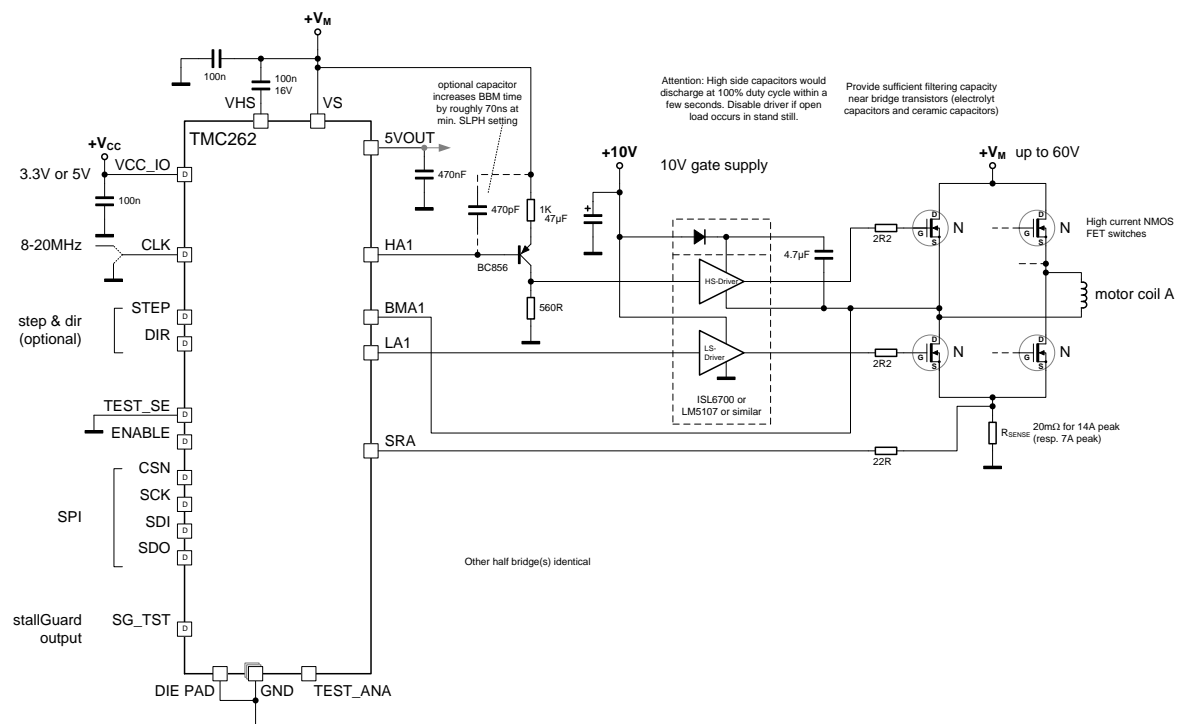 +VM
100n
100n
16V
VHS
VS
optional capacitor
increases BBM time
by roughly 70ns at
min. SLPH setting
Attention: High side capacitors would
discharge at 100% duty cycle within a
few seconds. Disable driver if open
load occurs in stand still.
Provide sufficient filtering capacity
near bridge transistors (electrolyt
capacitors and ceramic capacitors)
TMC262
+VCC
VCC_IO
D
3.3V or 5V
100n
5VOUT
470nF
+10V
10V gate supply
+VM up to 60V
+
470pF
1K
47µF
8-20MHz
CLK
D
HA1
BC856
560R
HS-Driver
4.7µF
2R2
D
G
S
N
D
G
S
N
High current NMOS
FET switches
motor coil A
step & dir
(optional)
STEP
D
DIR
D
BMA1
LA1
LS-
Driver
2R2
D
G
S
N
D
G
S
N
ISL6700 or
LM5107 or similar
TEST_SE
D
ENABLE
D
SRA
22R
RSENSE
20mΩ for 14A peak
(resp. 7A peak)
SPI
CSN
D
SCK
D
SDI
D
SDO
D
Other half bridge(s) identical
stallGuard
output
SG_TST
D
DIE PAD
GND
TEST_ANA